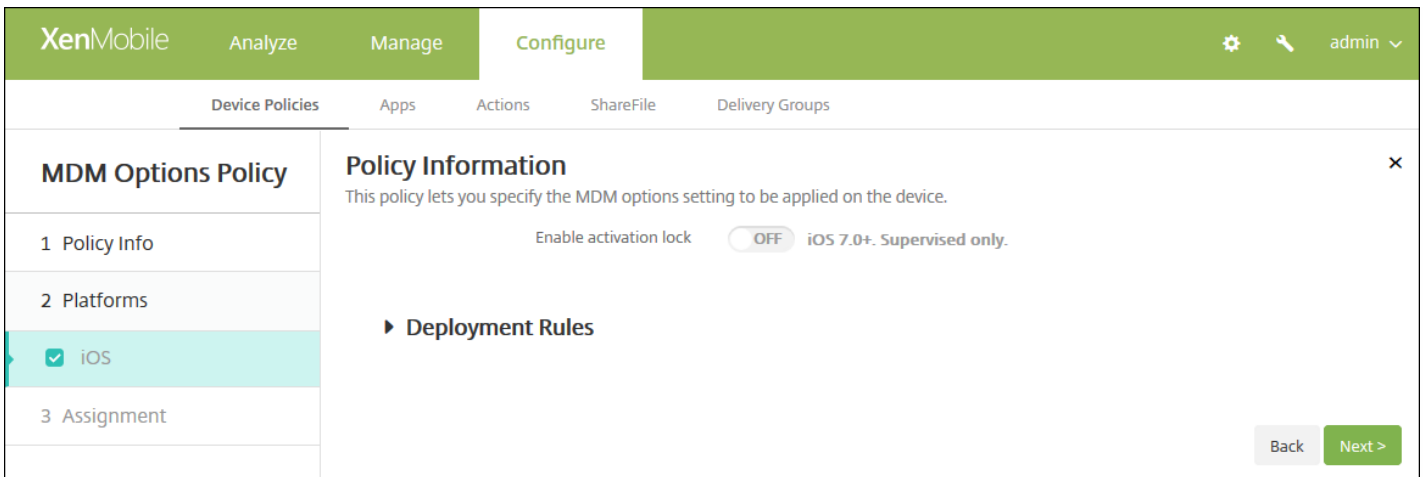 XenMobile Analyze Manage Configure admin
Device Policies Apps Actions ShareFile Delivery Groups
MDM Options Policy
1 Policy Info
2 Platforms
iOS
3 Assignment
Policy Information
This policy lets you specify the MDM options setting to be applied on the device.
Enable activation lock OFF iOS 7.0+. Supervised only.
Deployment Rules
Back Next >